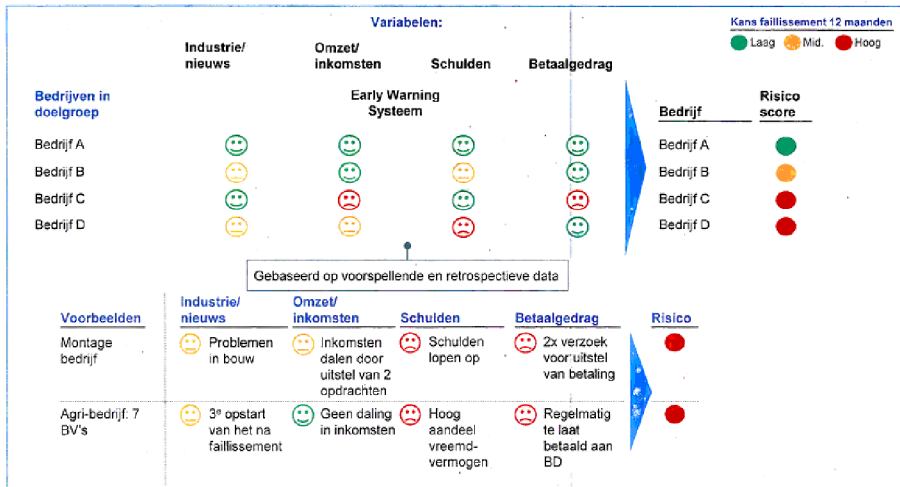 Variabelen:
Kans faillissement 12 maanden
Laag Mid. Hoog
Industrie/
nieuws
Omzet/
inkomsten
Schulden
Betaalgedrag
Bedrijven in
doelgroep
Early Warning
Systeem
Bedrijf
Risico
score
Bedrijf A
Bedrijf A
Bedrijf B
Bedrijf B
Bedrijf C
Bedrijf C
Bedrijf D
Bedrijf D
Gebaseerd op voorspellende en retrospectieve data
Voorbeelden
Industrie/
nieuws
Omzet/
inkomsten
Schulden
Betaalgedrag
Risico
Montage
bedrijf
Problemen
in bouw
Inkomsten
dalen door
uitstel van 2
opdrachten
Schulden
lopen op
2x verzoek
voor uitstel
van betaling
Agri-bedrijf: 7
BV's
3e opstart
van het na
faillissement
Geen daling
in inkomsten
Hoog
aandeel
vreemd-
vermogen
Regelmatig
te laat
betaald aan
BD